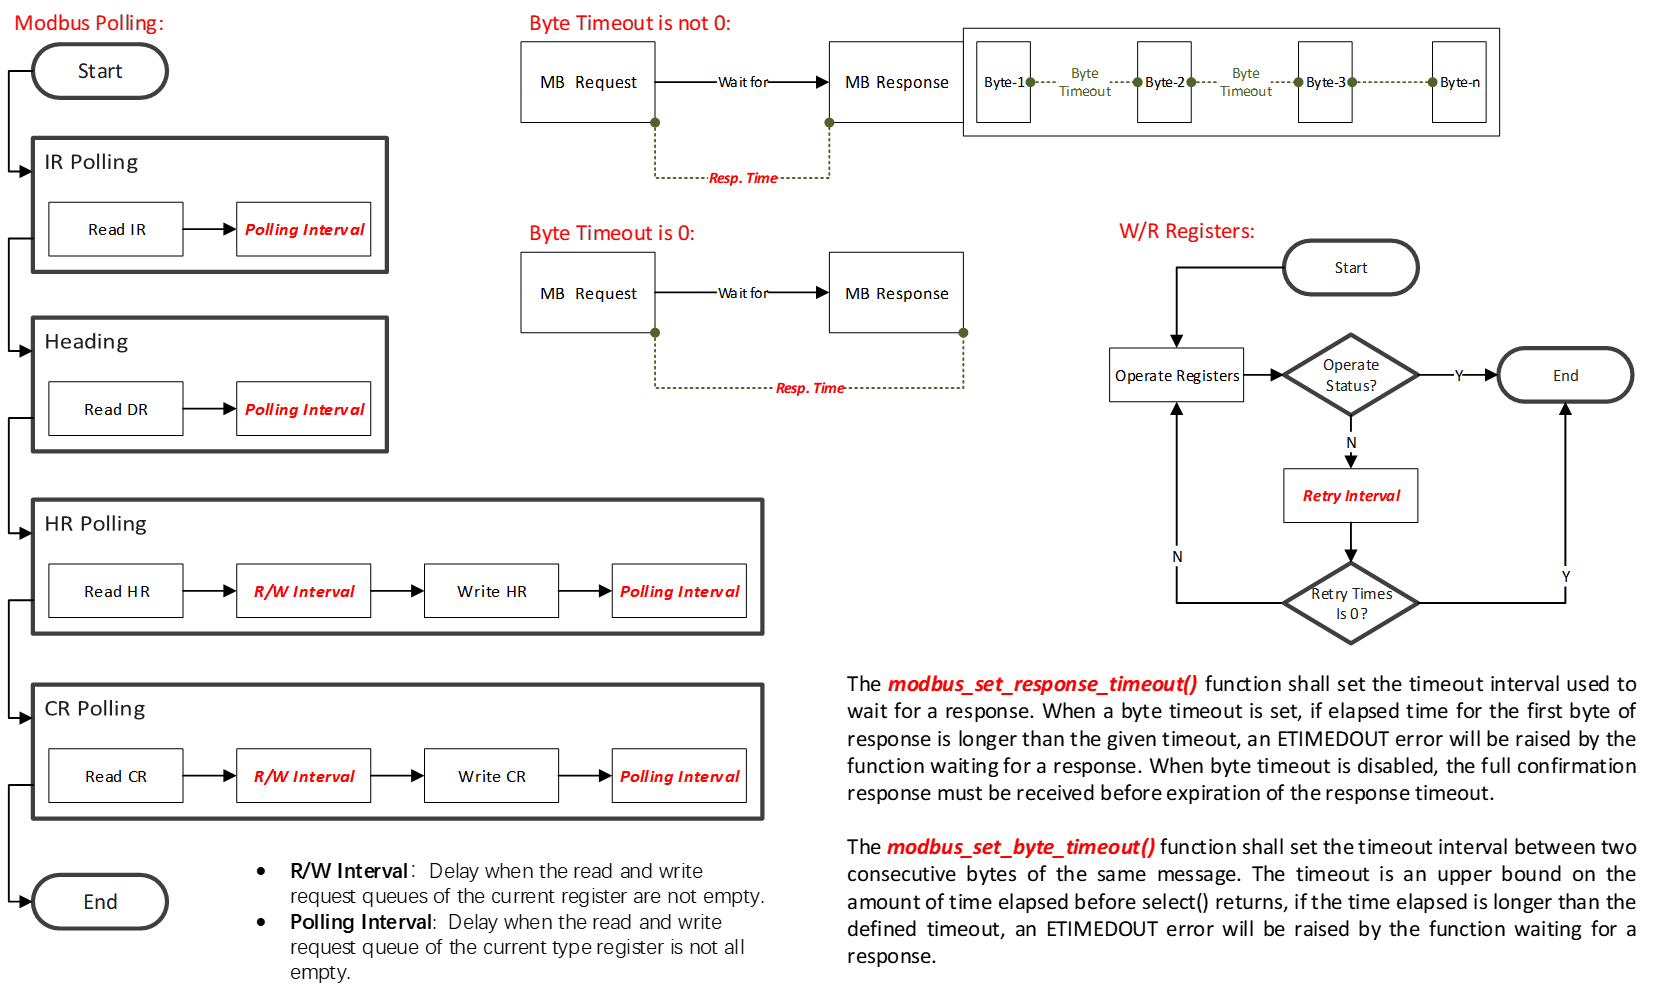 Modbus Polling:
Start
IR Polling
Read IR
Polling Interval
Heading
Read DR
Polling Interval
HR Polling
Read HR
R/W Interval
Write HR
Polling Interval
CR Polling
Read CR
R/W Interval
Write CR
Polling Interval
End
• R/W Interval: Delay when the read and write
request queues of the current register are not empty.
• Polling Interval: Delay when the read and write
request queue of the current type register is not all
empty.
Byte Timeout is not 0:
MB Request
Wait for
MB Response
Byte-1
Byte
Timeout
Byte-2
Byte
Timeout
Byte-3
Byte-n
Resp. Time
Byte Timeout is 0:
MB Request
Wait for
MB Response
Resp. Time
W/R Registers:
Start
Operate Registers
Operate
Status?
Y
End
N
Retry Interval
N
Retry Times
Is 0?
Y
The modbus_set_response_timeout() function shall set the timeout interval used to
wait for a response. When a byte timeout is set, if elapsed time for the first byte of
response is longer than the given timeout, an ETIMEDOUT error will be raised by the
function waiting for a response. When byte timeout is disabled, the full confirmation
response must be received before expiration of the response timeout.
The modbus_set_byte_timeout() function shall set the timeout interval between two
consecutive bytes of the same message. The timeout is an upper bound on the
amount of time elapsed before select() returns, if the time elapsed is longer than the
defined timeout, an ETIMEDOUT error will be raised by the function waiting for a
response.